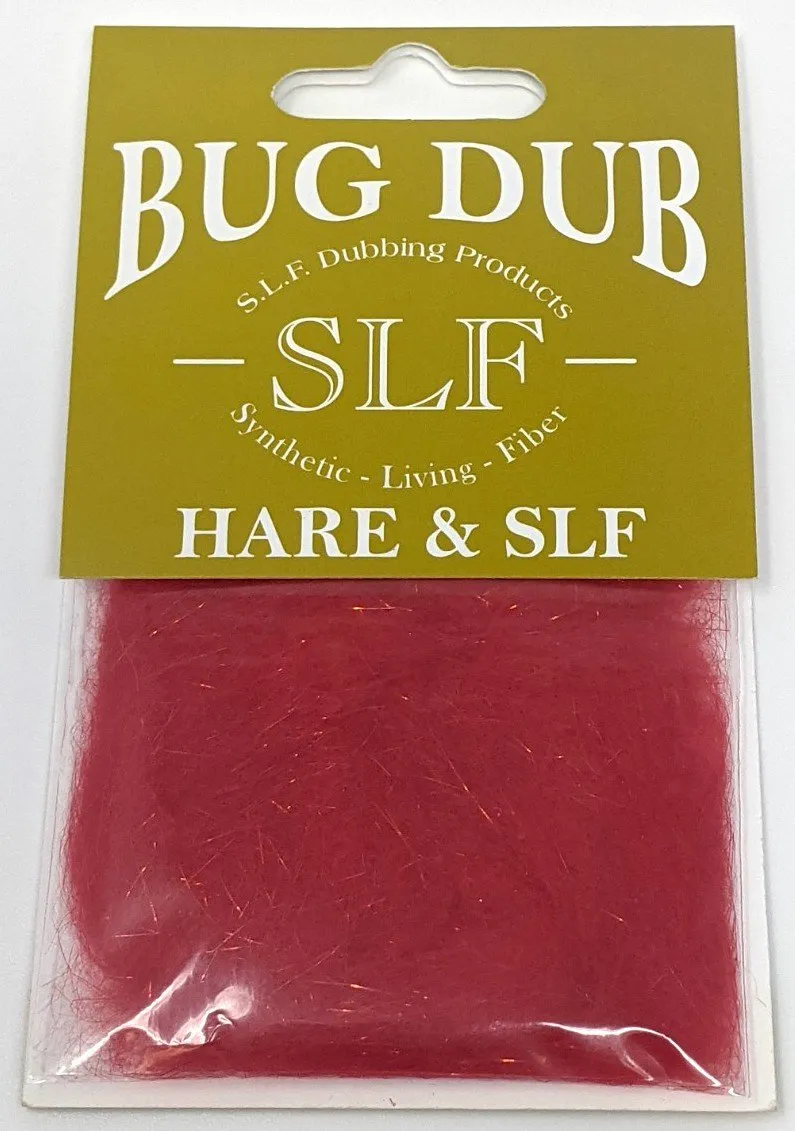 BUG DUB
S.L.F. Dubbing Products
— SLF —
Synthetic - Living - Fiber
HARE & SLF